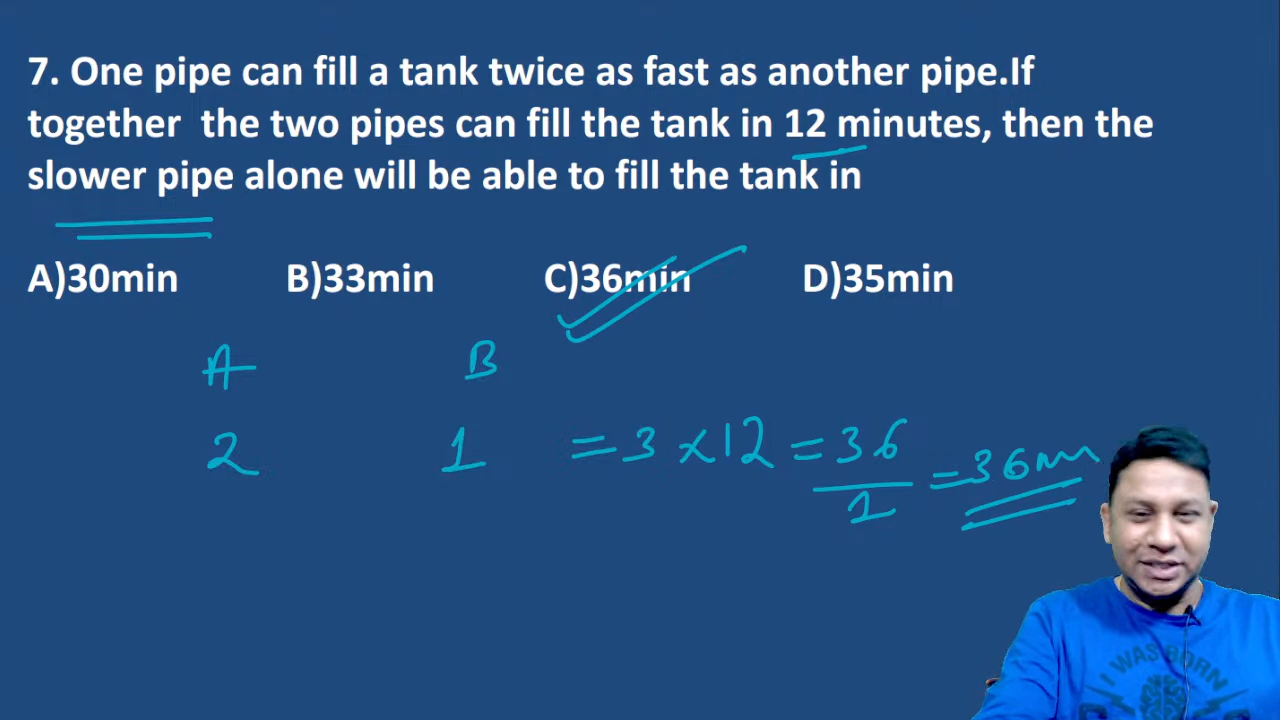 7. One pipe can fill a tank twice as fast as another pipe.If
together the two pipes can fill the tank in 12 minutes, then the
slower pipe alone will be able to fill the tank in
A)30min B)33min C)36min D)35min
A B
2 1 = 3 × 12 = 36/1 = 36m
I WAS BORN